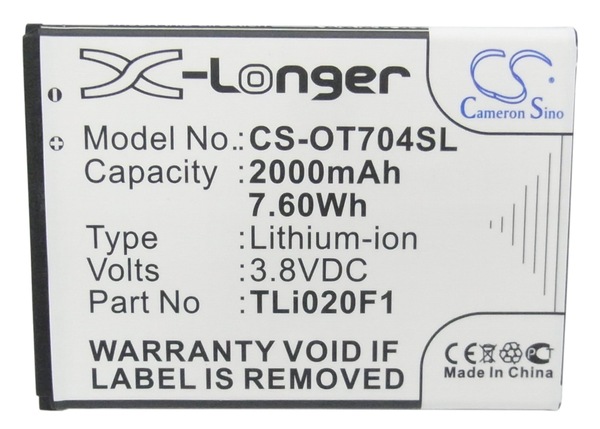 X-Longer
CS
Cameron Sino
Model No.: CS-OT704SL
Capacity : 2000mAh
7.60Wh
Type : Lithium-ion
Volts : 3.8VDC
Part No : TLi020F1
WARRANTY VOID IF
LABEL IS REMOVED
Made In China